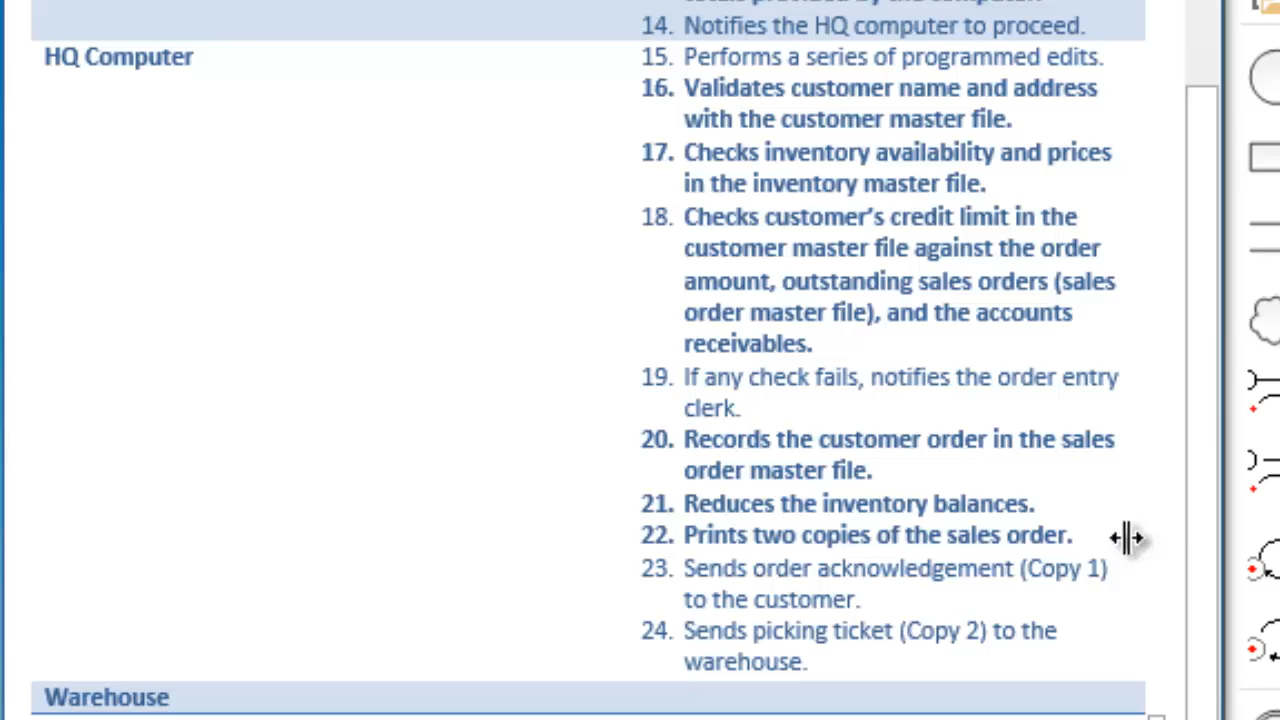 totals provided by the computer.
14. Notifies the HQ computer to proceed.
HQ Computer 15. Performs a series of programmed edits.
16. Validates customer name and address
with the customer master file.
17. Checks inventory availability and prices
in the inventory master file.
18. Checks customer's credit limit in the
customer master file against the order
amount, outstanding sales orders (sales
order master file), and the accounts
receivables.
19. If any check fails, notifies the order entry
clerk.
20. Records the customer order in the sales
order master file.
21. Reduces the inventory balances.
22. Prints two copies of the sales order.
23. Sends order acknowledgement (Copy 1)
to the customer.
24. Sends picking ticket (Copy 2) to the
warehouse.
Warehouse